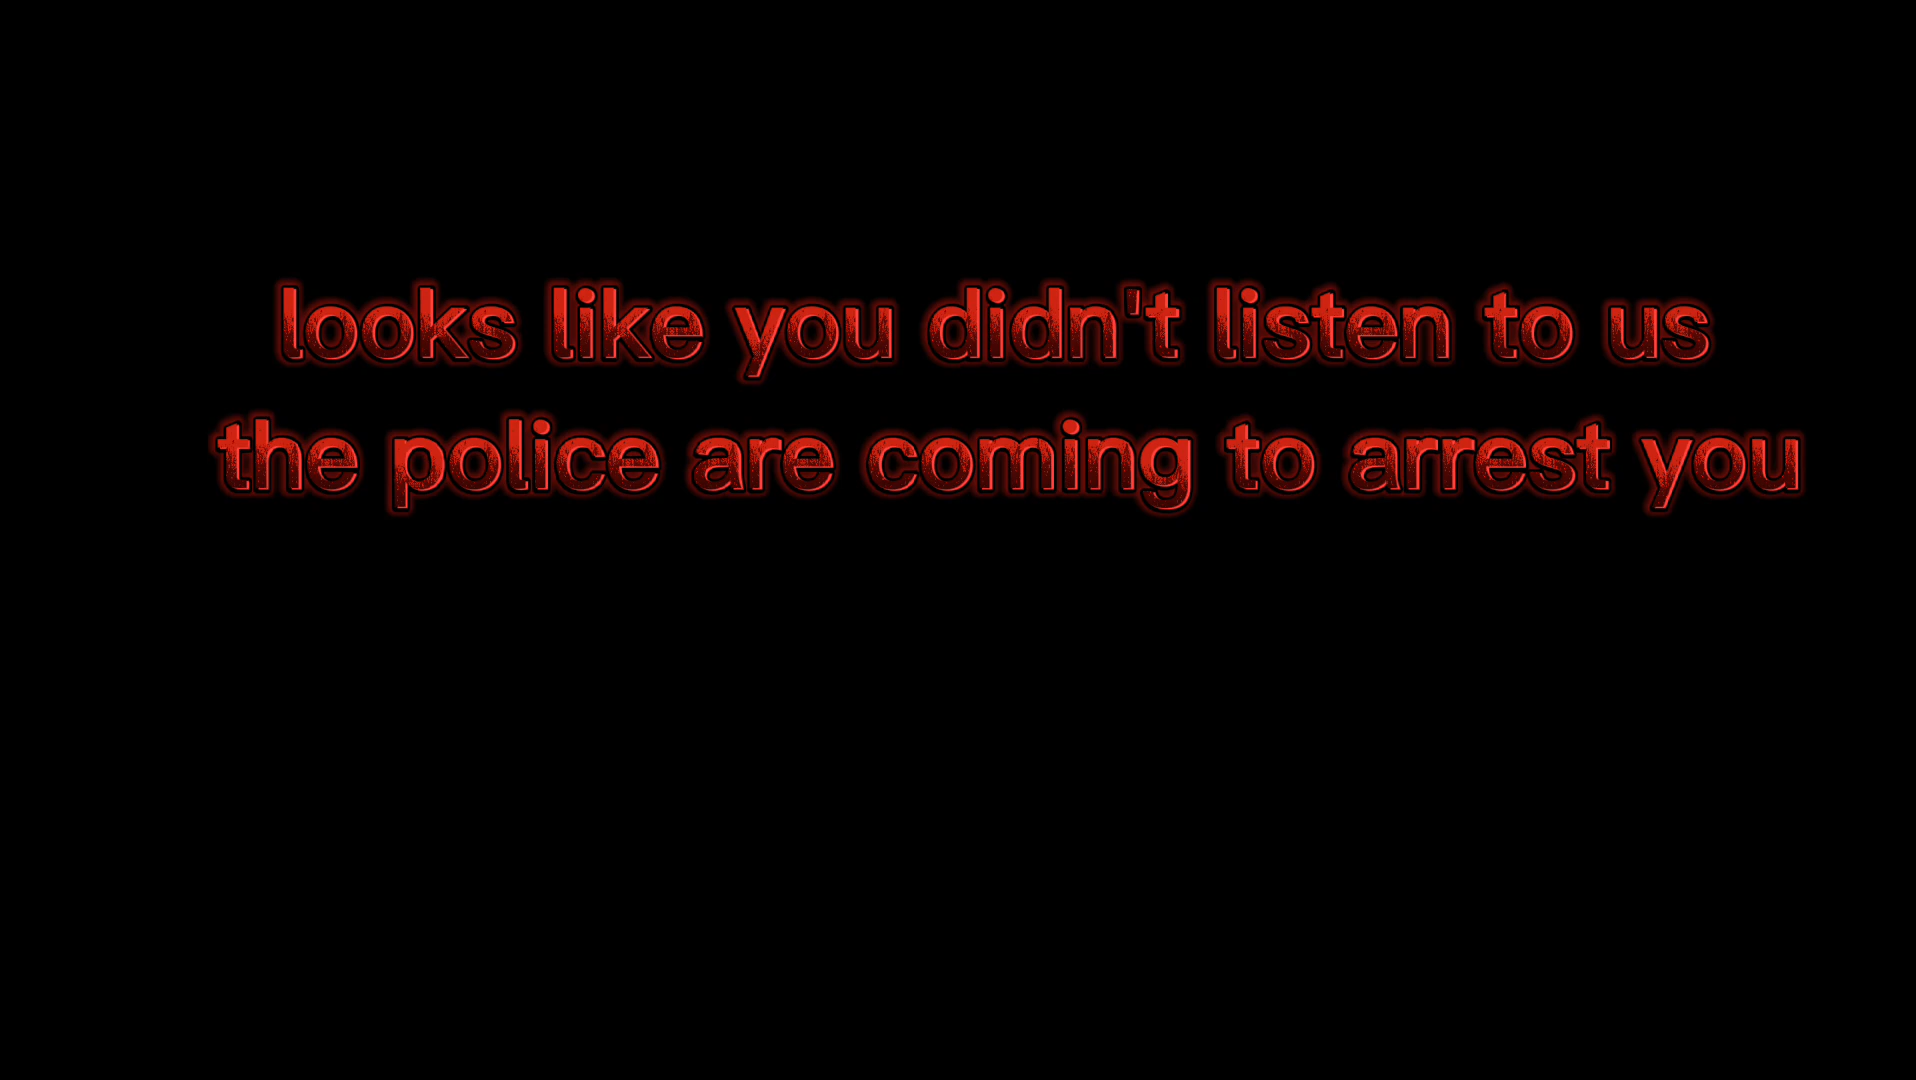 looks like you didn't listen to us
the police are coming to arrest you